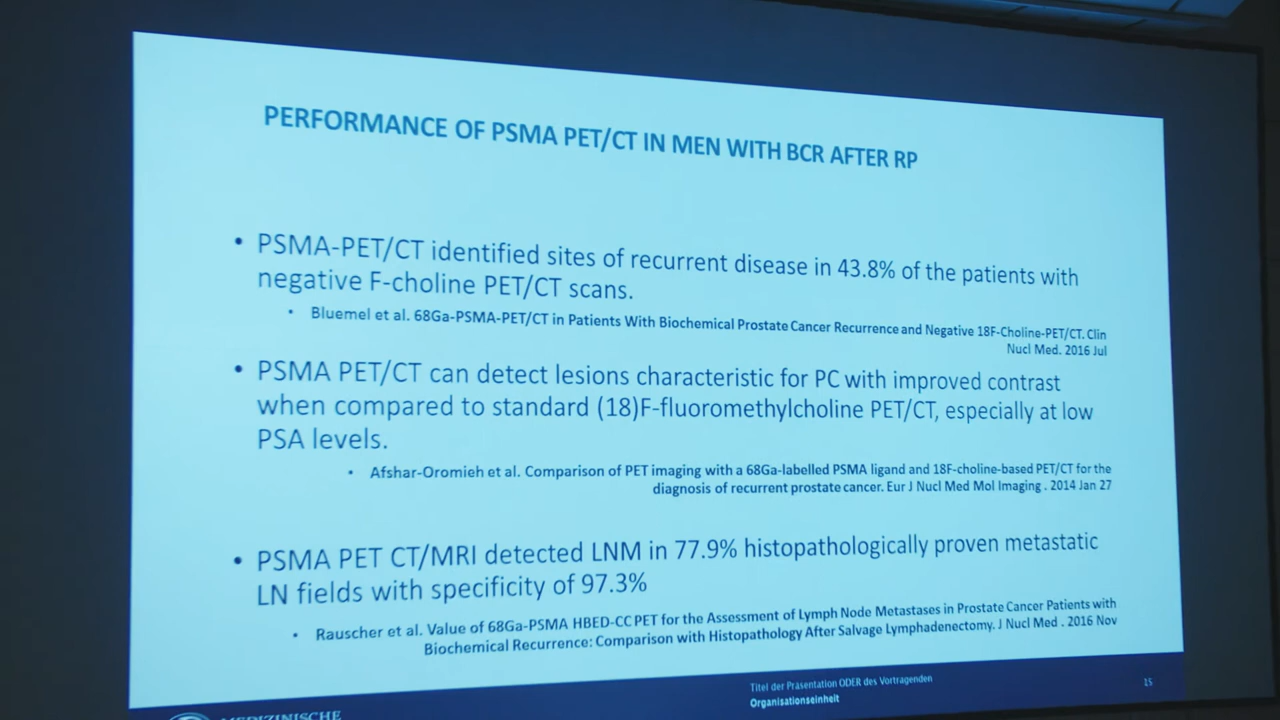 PERFORMANCE OF PSMA PET/CT IN MEN WITH BCR AFTER RP
• PSMA-PET/CT identified sites of recurrent disease in 43.8% of the patients with
negative F-choline PET/CT scans.
• Bluemel et al. 68Ga-PSMA-PET/CT in Patients With Biochemical Prostate Cancer Recurrence and Negative 18F-Choline-PET/CT. Clin
Nucl Med. 2016 Jul
• PSMA PET/CT can detect lesions characteristic for PC with improved contrast
when compared to standard (18)F-fluoromethylcholine PET/CT, especially at low
PSA levels.
• Afshar-Oromieh et al. Comparison of PET imaging with a 68Ga-labelled PSMA ligand and 18F-choline-based PET/CT for the
diagnosis of recurrent prostate cancer. Eur J Nucl Med Mol Imaging . 2014 Jan 27
• PSMA PET CT/MRI detected LNM in 77.9% histopathologically proven metastatic
LN fields with specificity of 97.3%
• Rauscher et al. Value of 68Ga-PSMA HBED-CC PET for the Assessment of Lymph Node Metastases in Prostate Cancer Patients with
Biochemical Recurrence: Comparison with Histopathology After Salvage Lymphadenectomy. J Nucl Med . 2016 Nov
Titel der Präsentation ODER des Vortragenden
Organisationseinheit
15
MEDIZINISCHE